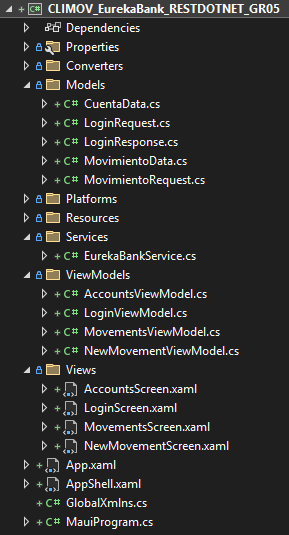 CLIMOV_EurekaBank_RESTDOTNET_GR05
Dependencies
Properties
Converters
Models
C# CuentaData.cs
C# LoginRequest.cs
C# LoginResponse.cs
C# MovimientoData.cs
C# MovimientoRequest.cs
Platforms
Resources
Services
C# EurekaBankService.cs
ViewModels
C# AccountsViewModel.cs
C# LoginViewModel.cs
C# MovementsViewModel.cs
C# NewMovementViewModel.cs
Views
AccountsScreen.xaml
LoginScreen.xaml
MovementsScreen.xaml
NewMovementScreen.xaml
App.xaml
AppShell.xaml
C# GlobalXmlns.cs
C# MauiProgram.cs